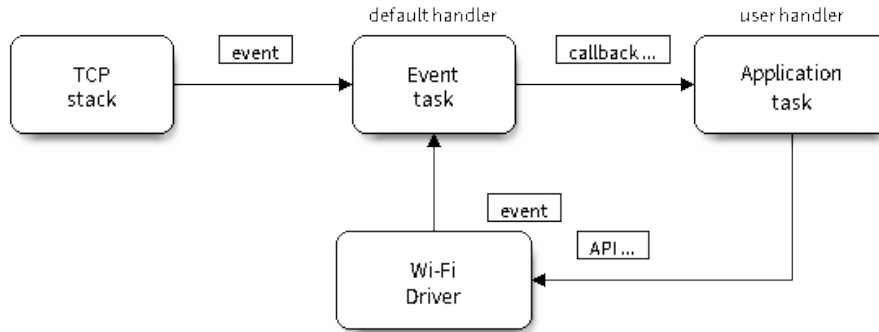 default handler
user handler
event
callback ...
TCP
stack
Event
task
Application
task
event
API ...
Wi-Fi
Driver